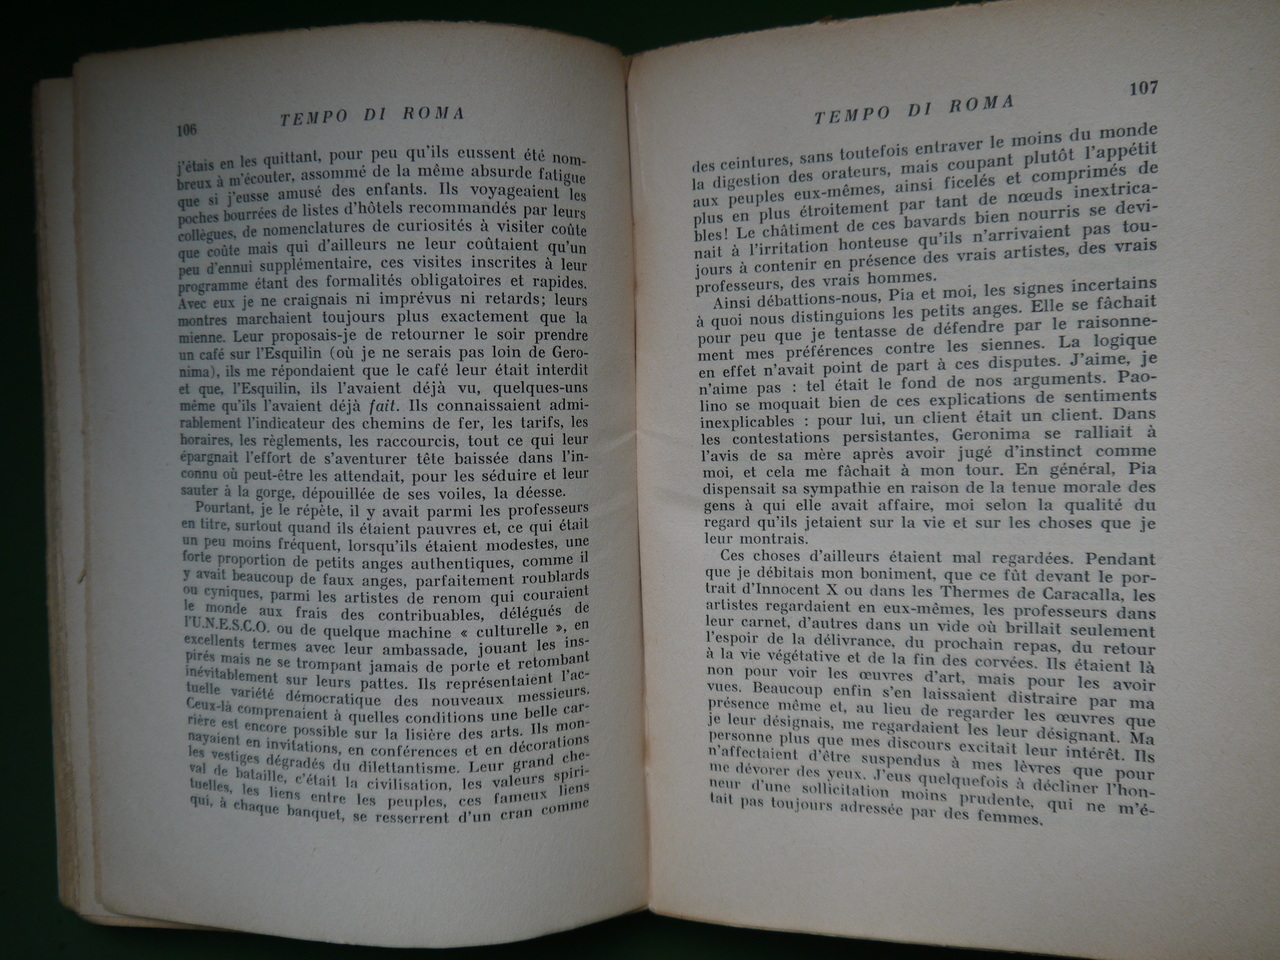 106
TEMPO DI ROMA
j'étais en les quittant, pour peu qu'ils eussent été nom-
breux à m'écouter, assommé de la même absurde fatigue
que si j'eusse amusé des enfants. Ils voyageaient les
poches bourrées de listes d'hôtels recommandés par leurs
collègues, de nomenclatures de curiosités à visiter coûte
que coûte mais qui d'ailleurs ne leur coûtaient qu'un
peu d'ennui supplémentaire, ces visites inscrites à leur
programme étant des formalités obligatoires et rapides.
Avec eux je ne craignais ni imprévus ni retards; leurs
montres marchaient toujours plus exactement que la
mienne. Leur proposais-je de retourner le soir prendre
un café sur l'Esquilin (où je ne serais pas loin de Gero-
nima), ils me répondaient que le café leur était interdit
et que, l'Esquilin, ils l'avaient déjà vu, quelques-uns
même qu'ils l'avaient déjà fait. Ils connaissaient admi-
rablement l'indicateur des chemins de fer, les tarifs, les
horaires, les règlements, les raccourcis, tout ce qui leur
épargnait l'effort de s'aventurer tête baissée dans l'in-
connu où peut-être les attendait, pour les séduire et leur
sauter à la gorge, dépouillée de ses voiles, la déesse.
Pourtant, je le répète, il y avait parmi les professeurs
en titre, surtout quand ils étaient pauvres et, ce qui était
un peu moins fréquent, lorsqu'ils étaient modestes, une
forte proportion de petits anges authentiques, comme il
y avait beaucoup de faux anges, parfaitement roublards
ou cyniques, parmi les artistes de renom qui couraient
le monde aux frais des contribuables, délégués de
l'U.N.E.S.C.O. ou de quelque machine « culturelle », en
excellents termes avec leur ambassade, jouant les ins-
pirés mais ne se trompant jamais de porte et retombant
inévitablement sur leurs pattes. Ils représentaient l'ac-
tuelle variété démocratique des nouveaux messieurs.
Ceux-là comprenaient à quelles conditions une belle car-
rière est encore possible sur la lisière des arts. Ils mon-
nayaient en invitations, en conférences et en décorations
les vestiges dégradés du dilettantisme. Leur grand che-
val de bataille, c'était la civilisation, les valeurs spiri-
tuelles, les liens entre les peuples, ces fameux liens
qui, à chaque banquet, se resserrent d'un cran comme
107
TEMPO DI ROMA
des ceintures, sans toutefois entraver le moins du monde
la digestion des orateurs, mais coupant plutôt l'appétit
aux peuples eux-mêmes, ainsi ficelés et comprimés de
plus en plus étroitement par tant de nœuds inextrica-
bles! Le châtiment de ces bavards bien nourris se devi-
nait à l'irritation honteuse qu'ils n'arrivaient pas tou-
jours à contenir en présence des vrais artistes, des vrais
professeurs, des vrais hommes.
Ainsi débattions-nous, Pia et moi, les signes incertains
à quoi nous distinguions les petits anges. Elle se fâchait
pour peu que je tentasse de défendre par le raisonne-
ment mes préférences contre les siennes. La logique
en effet n'avait point de part à ces disputes. J'aime, je
n'aime pas : tel était le fond de nos arguments. Pao-
lino se moquait bien de ces explications de sentiments
inexplicables : pour lui, un client était un client. Dans
les contestations persistantes, Geronima se ralliait à
l'avis de sa mère après avoir jugé d'instinct comme
moi, et cela me fâchait à mon tour. En général, Pia
dispensait sa sympathie en raison de la tenue morale des
gens à qui elle avait affaire, moi selon la qualité du
regard qu'ils jetaient sur la vie et sur les choses que je
leur montrais.
Ces choses d'ailleurs étaient mal regardées. Pendant
que je débitais mon boniment, que ce fût devant le por-
trait d'Innocent X ou dans les Thermes de Caracalla, les
artistes regardaient en eux-mêmes, les professeurs dans
leur carnet, d'autres dans un vide où brillait seulement
l'espoir de la délivrance, du prochain repas, du retour
à la vie végétative et de la fin des corvées. Ils étaient là
non pour voir les œuvres d'art, mais pour les avoir
vues. Beaucoup enfin s'en laissaient distraire par ma
présence même et, au lieu de regarder les œuvres que
je leur désignais, me regardaient les leur désignant. Ma
personne plus que mes discours excitait leur intérêt. Ils
n'affectaient d'être suspendus à mes lèvres que pour
me dévorer des yeux. J'eus quelquefois à décliner l'hon-
neur d'une sollicitation moins prudente, qui ne m'é-
tait pas toujours adressée par des femmes.